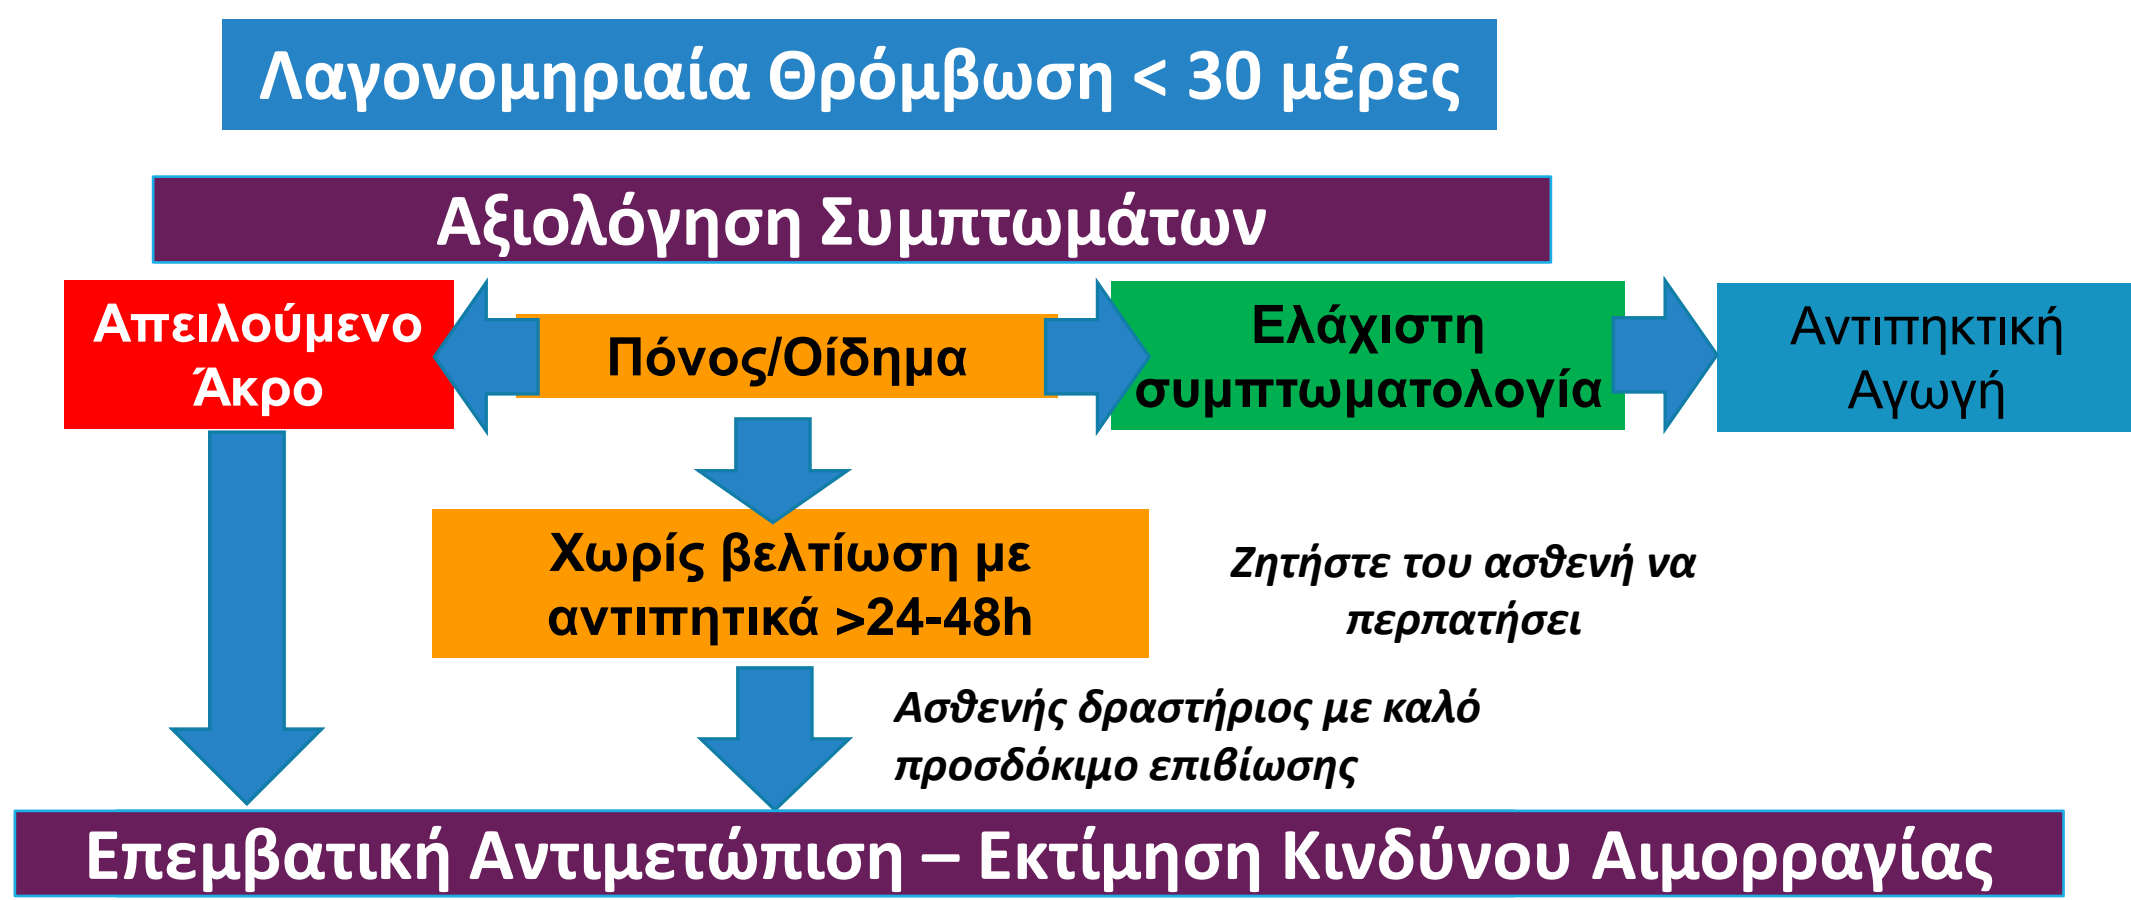 Λαγονομηριαία Θρόμβωση < 30 μέρες
Αξιολόγηση Συμπτωμάτων
Απειλούμενο
Άκρο
Πόνος/Οίδημα
Ελάχιστη
συμπτωματολογία
Αντιπηκτική
Αγωγή
Χωρίς βελτίωση με
αντιπητικά >24-48h
Ζητήστε του ασθενή να
περπατήσει
Ασθενής δραστήριος με καλό
προσδόκιμο επιβίωσης
Επεμβατική Αντιμετώπιση – Εκτίμηση Κινδύνου Αιμορραγίας